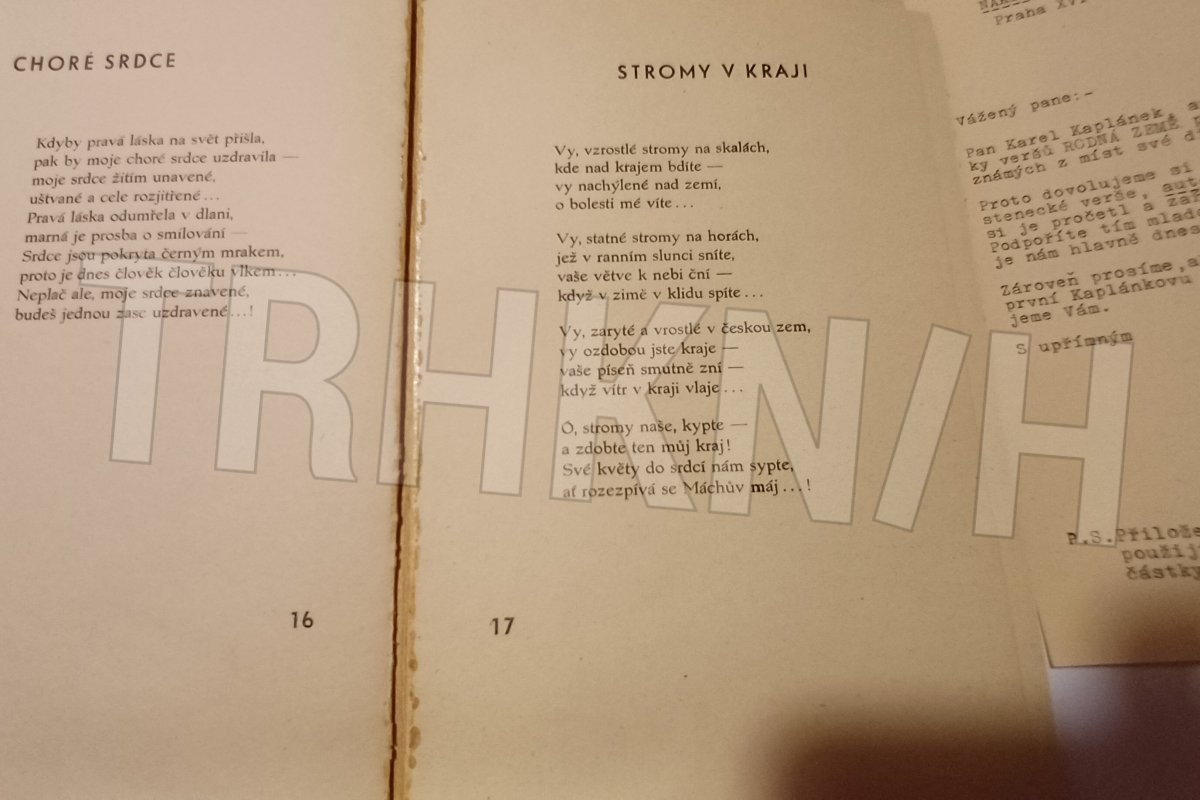 CHORÉ SRDCE
Kdyby pravá láska na svět přišla,
pak by moje choré srdce uzdravila —
moje srdce žitím unavené,
uštvané a cele rozjitřené...
Pravá láska odumřela v dlani,
marná je prosba o smilování —
Srdce jsou pokryta černým mrakem,
proto je dnes člověk člověku vlkem...
Neplač ale, moje srdce znavené,
budeš jednou zase uzdravené...!
16
STROMY V KRAJI
Vy, vzrostlé stromy na skalách,
kde nad krajem bdíte —
vy nachýlené nad zemí,
o bolesti mé víte...
Vy, statné stromy na horách,
jež v ranním slunci sníte,
vaše větve k nebi ční —
když v zimě v klidu spíte...
Vy, zaryté a vrostlé v českou zem,
vy ozdobou jste kraje —
vaše píseň smutně zní —
když vítr v kraji vlaje...
Ó, stromy naše, kypte —
a zdobte ten můj kraj!
Své květy do srdcí nám sypte,
ať rozezpívá se Máchův máj...!
17
Praha
Vážený pane:-
Pan Karel Kaplánek, a
ky veršů RODNÁ ZEMĚ
známých z míst své
Proto dovolujeme si
stenecké verše,
si je pročetl a
Podpoříte tím
je nám hlavně dnes
Zároveň prosíme,
první Kaplánkovu
jeme Vám.
S upřímným
P.S.
TRHKNIH